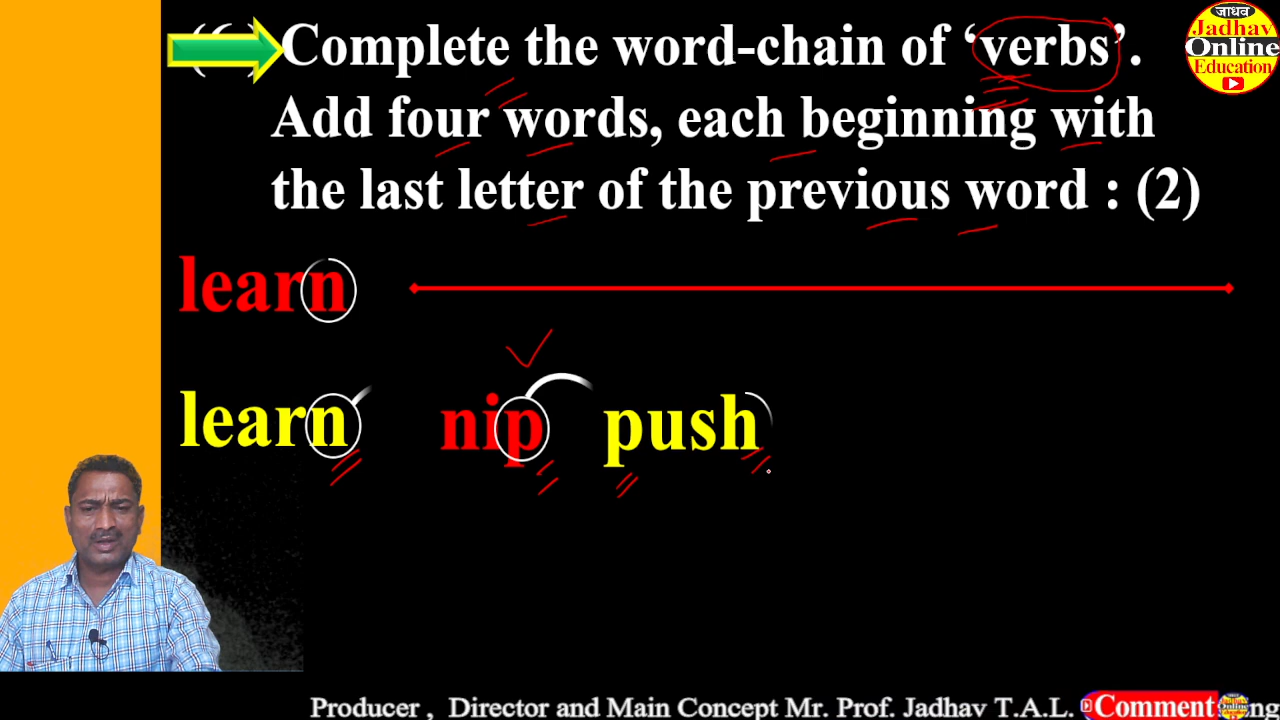 Complete the word-chain of ‘verbs’.
Add four words, each beginning with
the last letter of the previous word : (2)
learn
learn nip push
जाधव
Jadhav
Online
Education
Producer , Director and Main Concept Mr. Prof. Jadhav T.A.L. Comment